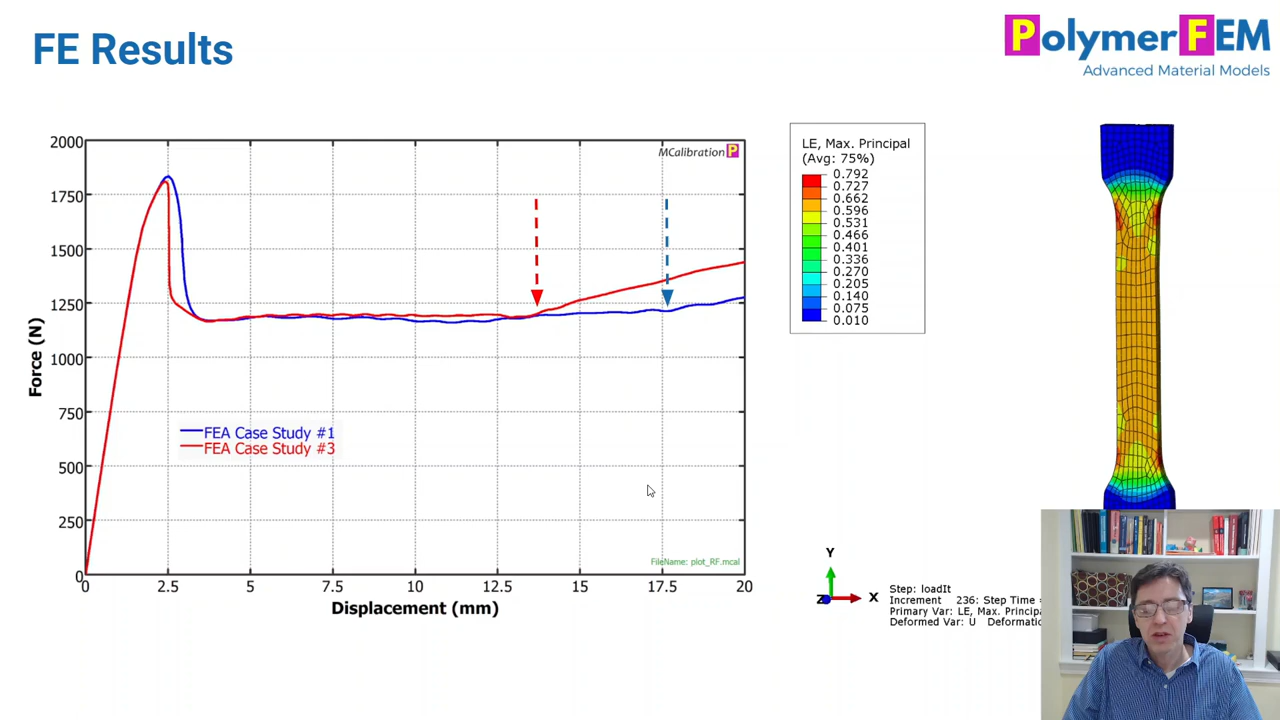 FE Results
PolymerFEM
Advanced Material Models
MCalibration P
2000
1750
1500
1250
1000
750
500
250
0
Force (N)
FEA Case Study #1
FEA Case Study #3
FileName: plot_RF.mcal
0 2.5 5 7.5 10 12.5 15 17.5 20
Displacement (mm)
LE, Max. Principal
(Avg: 75%)
0.792
0.727
0.662
0.596
0.531
0.466
0.401
0.336
0.270
0.205
0.140
0.075
0.010
Y
Z X
Step: loadIt
Increment 236: Step Time =
Primary Var: LE, Max. Principa
Deformed Var: U Deformatio